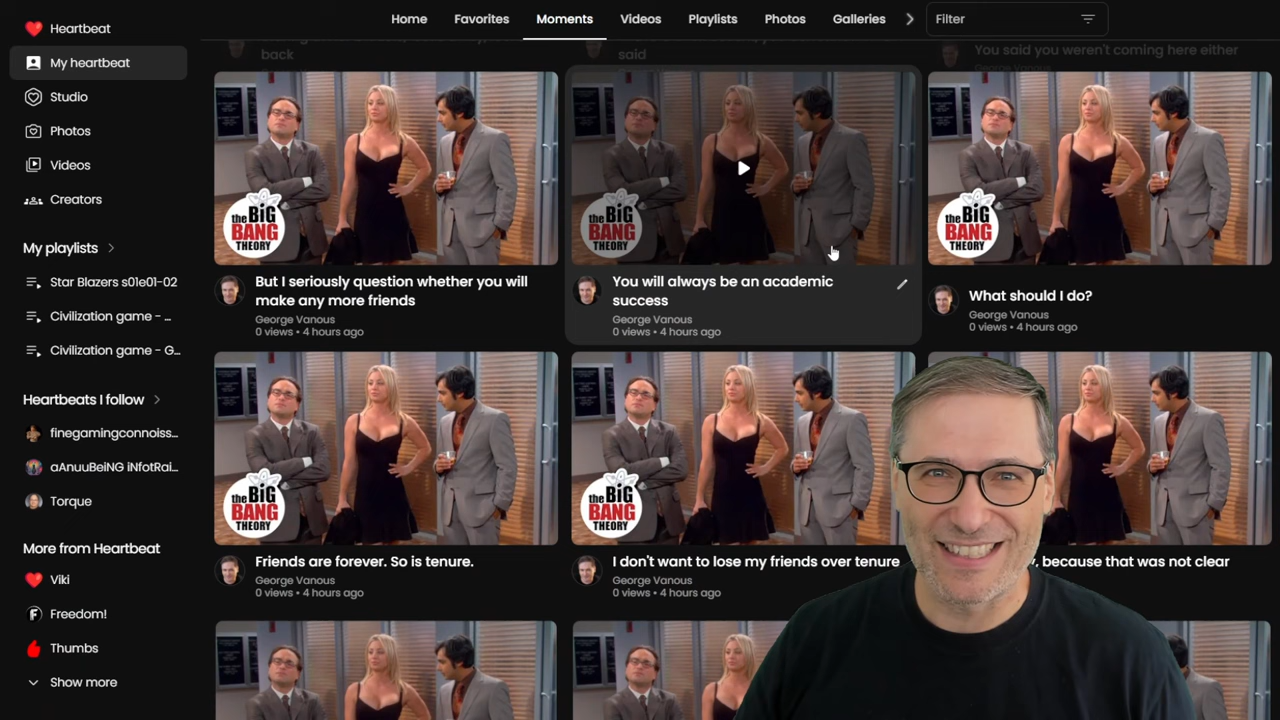 Heartbeat
My heartbeat
Studio
Photos
Videos
Creators
My playlists
Star Blazers s01e01-02
Civilization game - ...
Civilization game - G...
Heartbeats I follow
finegamingconnoiss...
aAnuuBeiNG iNfotRai...
Torque
More from Heartbeat
Viki
Freedom!
Thumbs
Show more
Home Favorites Moments Videos Playlists Photos Galleries
Filter
back
said
You said you weren't coming here either
George Vanous
the BIG
BANG
THEORY
But I seriously question whether you will
make any more friends
George Vanous
0 views • 4 hours ago
the BIG
BANG
THEORY
You will always be an academic
success
George Vanous
0 views • 4 hours ago
the BIG
BANG
THEORY
What should I do?
George Vanous
0 views • 4 hours ago
the BIG
BANG
THEORY
Friends are forever. So is tenure.
George Vanous
0 views • 4 hours ago
the BIG
BANG
THEORY
I don't want to lose my friends over tenure
George Vanous
0 views • 4 hours ago
, because that was not clear